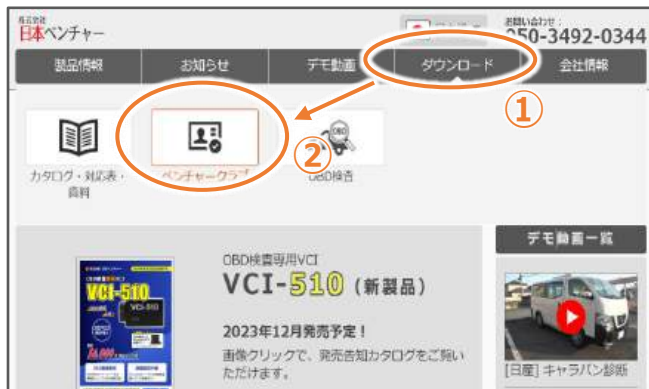 株式会社
日本ベンチャー
お問い合わせ:
050-3492-0344
製品情報
お知らせ
デモ動画
ダウンロード
会社情報
①
②
カタログ・対応表・
資料
ベンチャークラブ
OBD検査
デモ動画一覧
OBD検査専用VCI
VCI-510（新製品）
2023年12月発売予定！
画像クリックで、発売告知カタログをご覧い
ただけます。
VCI-510
[日産] キャラバン診断